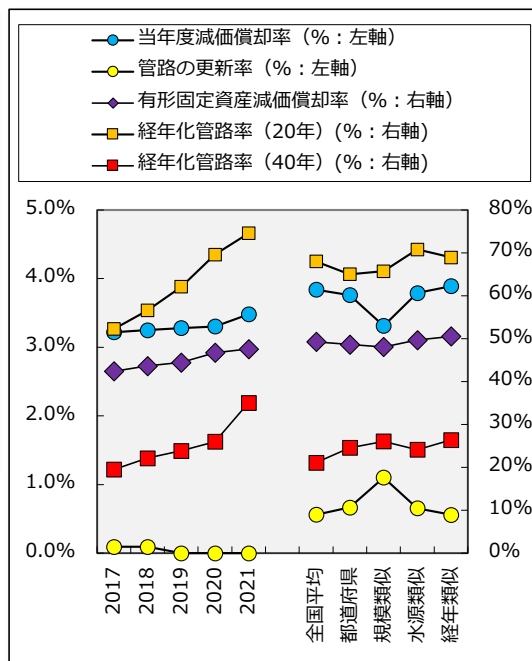 当年度減価償却率（%：左軸）
管路の更新率（%：左軸）
有形固定資産減価償却率（%：右軸）
経年化管路率（20年）(%：右軸)
経年化管路率（40年）(%：右軸)
5.0%
4.0%
3.0%
2.0%
1.0%
0.0%
80%
70%
60%
50%
40%
30%
20%
10%
0%
2017
2018
2019
2020
2021
全国平均
都道府県
規模類似
水源類似
経年類似